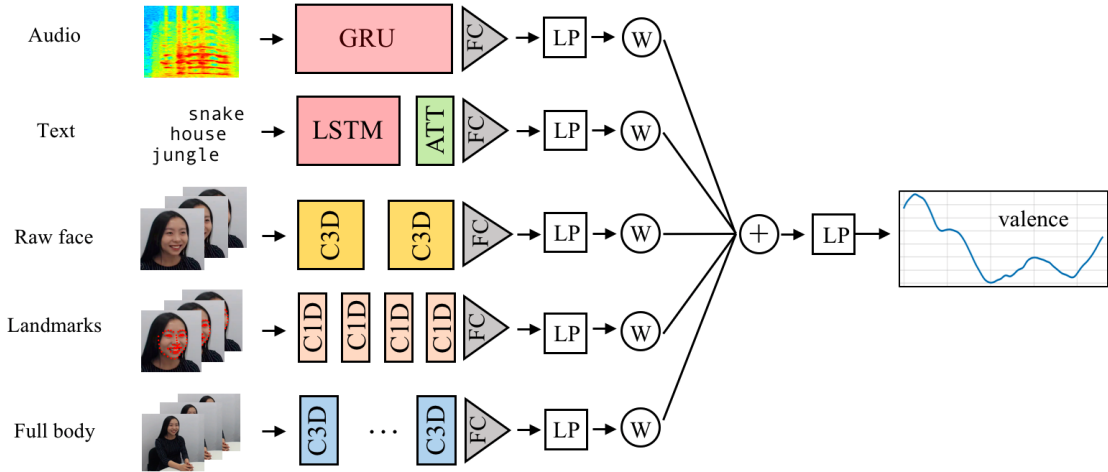 Audio
GRU
FC
LP
W
Text
snake
house
jungle
LSTM
ATT
FC
LP
W
Raw face
C3D
C3D
FC
LP
W
+
LP
valence
Landmarks
C1D
C1D
C1D
C1D
FC
LP
W
Full body
C3D
...
C3D
FC
LP
W